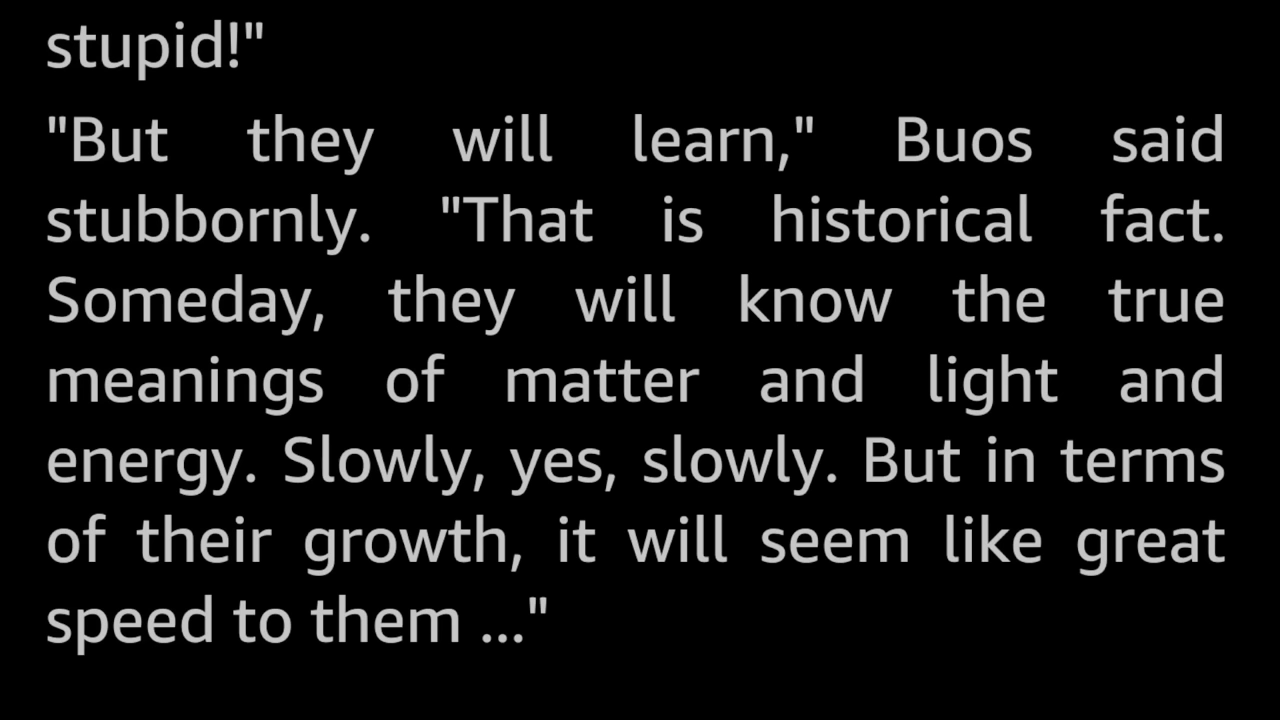 stupid!"
"But they will learn," Buos said
stubbornly. "That is historical fact.
Someday, they will know the true
meanings of matter and light and
energy. Slowly, yes, slowly. But in terms
of their growth, it will seem like great
speed to them ..."